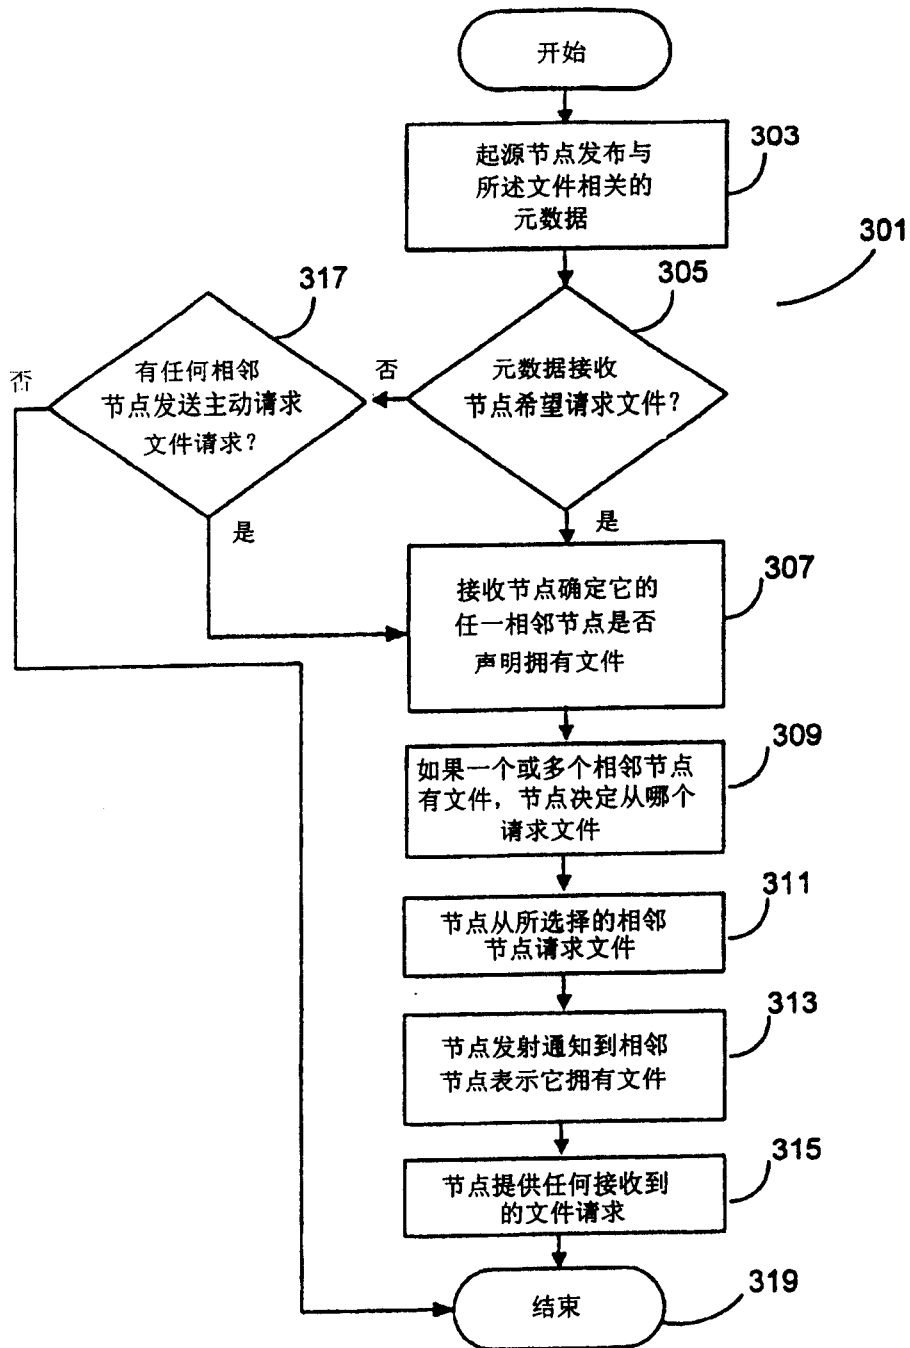 开始
起源节点发布与
所述文件相关的
元数据
303
301
305
元数据接收
节点希望请求文件？
317
有任何相邻
节点发送主动请求
文件请求？
否
否
是
是
接收节点确定它的
任一相邻节点是否
声明拥有文件
307
如果一个或多个相邻节点
有文件，节点决定从哪个
请求文件
309
节点从所选择的相邻
节点请求文件
311
节点发射通知到相邻
节点表示它拥有文件
313
节点提供任何接收到
的文件请求
315
结束
319